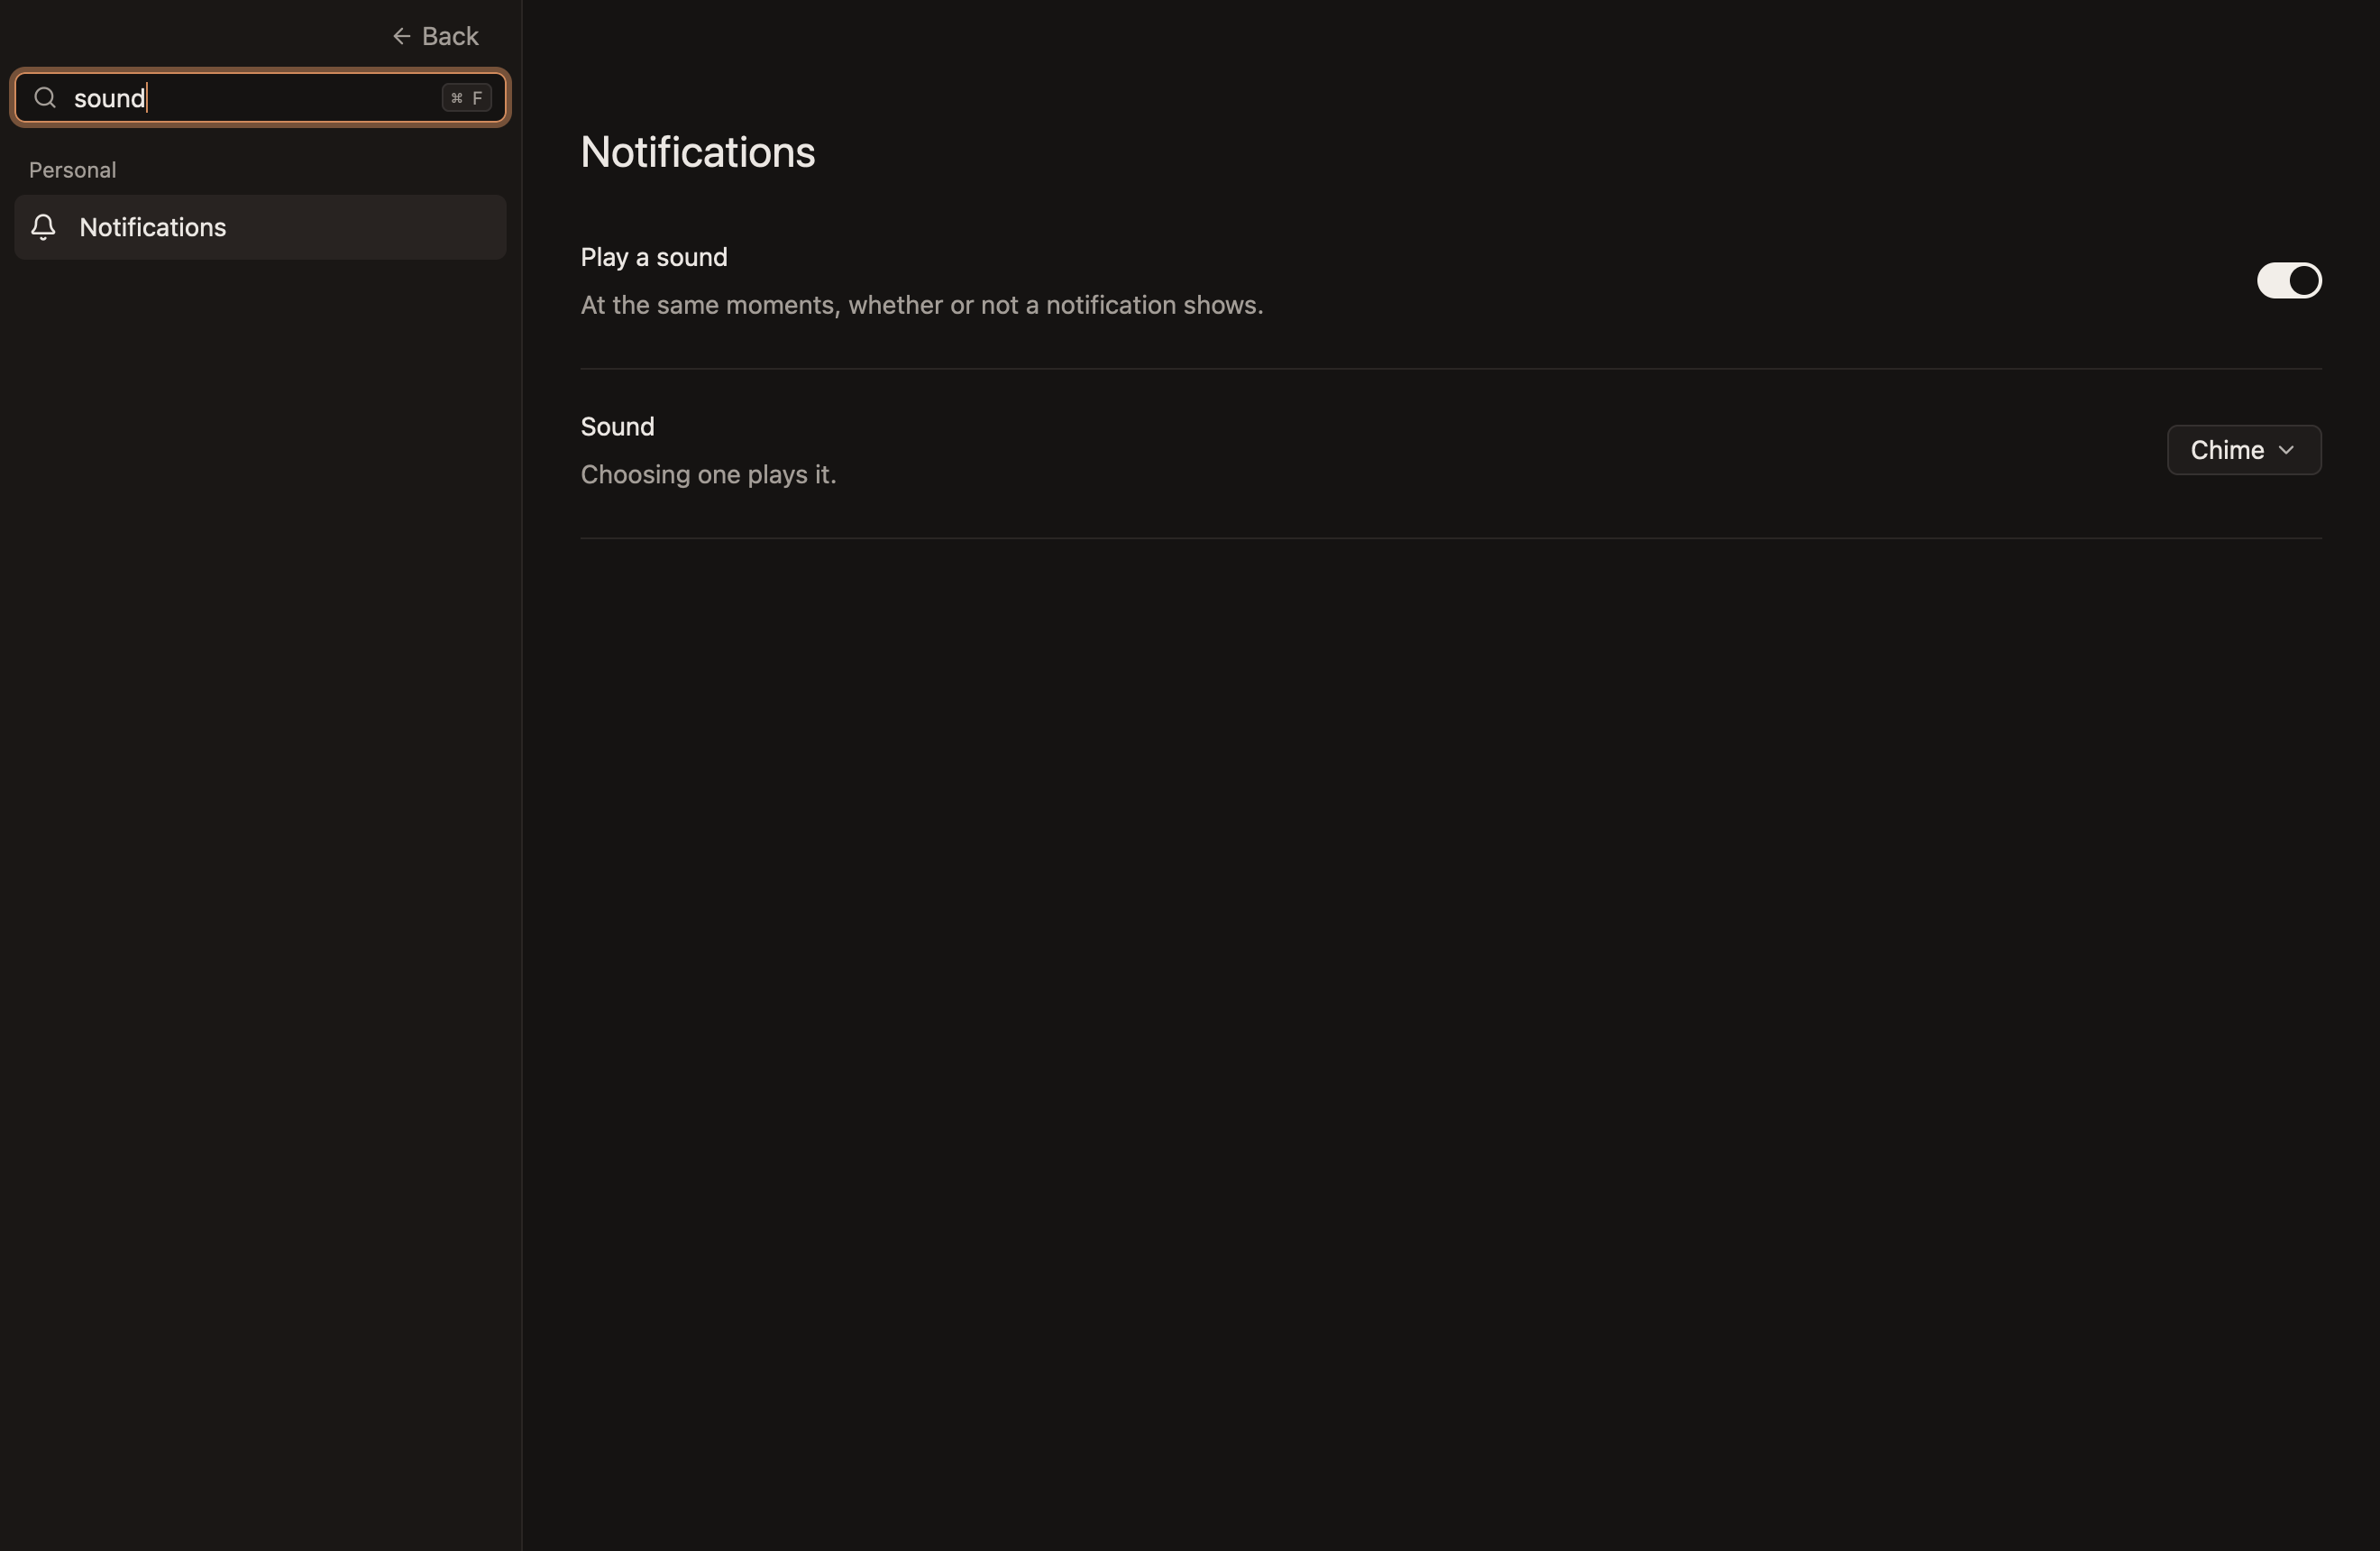 ← Back
sound
⌘ F
Personal
Notifications
Notifications
Play a sound
At the same moments, whether or not a notification shows.
Sound
Choosing one plays it.
Chime